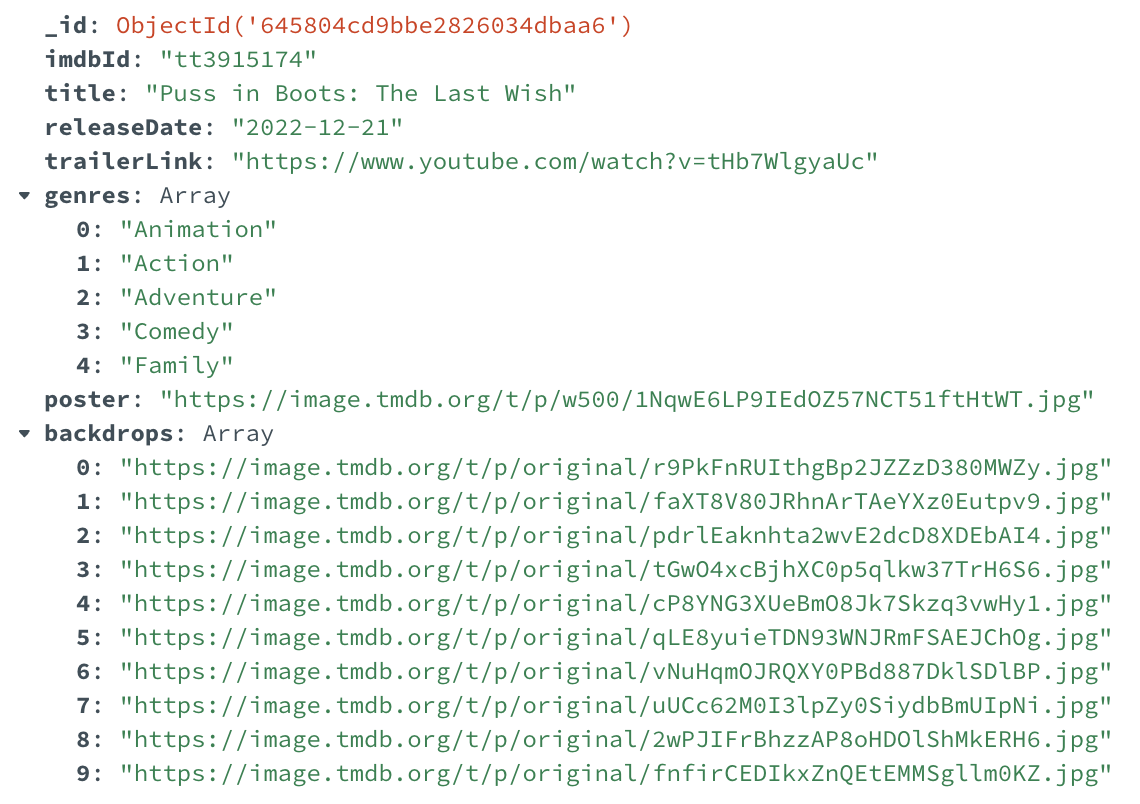 _id: ObjectId('645804cd9bbe2826034dbaa6')
imdbId: "tt3915174"
title: "Puss in Boots: The Last Wish"
releaseDate: "2022-12-21"
trailerLink: "https://www.youtube.com/watch?v=tHb7WlgyaUc"
genres: Array
0: "Animation"
1: "Action"
2: "Adventure"
3: "Comedy"
4: "Family"
poster: "https://image.tmdb.org/t/p/w500/1NqwE6LP9IEdOZ57NCT51ftHtWT.jpg"
backdrops: Array
0: "https://image.tmdb.org/t/p/original/r9PkFnRUIthgBp2JZZzD380MWZy.jpg"
1: "https://image.tmdb.org/t/p/original/faXT8V80JRhnArTAeYXz0Eutpv9.jpg"
2: "https://image.tmdb.org/t/p/original/pdrlEaknhta2wvE2dcD8XDEbAI4.jpg"
3: "https://image.tmdb.org/t/p/original/tGwO4xcBjhXC0p5qlkw37TrH6S6.jpg"
4: "https://image.tmdb.org/t/p/original/cP8YNG3XUeBmO8Jk7Skzq3vwHy1.jpg"
5: "https://image.tmdb.org/t/p/original/qLE8yuieTDN93WNJRmFSAEJChOg.jpg"
6: "https://image.tmdb.org/t/p/original/vNuHqmOJRQXY0PBd887DklSDlBP.jpg"
7: "https://image.tmdb.org/t/p/original/uUCc62M0I3lpZy0SiydbBmUIpNi.jpg"
8: "https://image.tmdb.org/t/p/original/2wPJIFrBhzzAP8oHDOlShMkERH6.jpg"
9: "https://image.tmdb.org/t/p/original/fnfirCEDIkxZnQEtEMMSgllm0KZ.jpg"